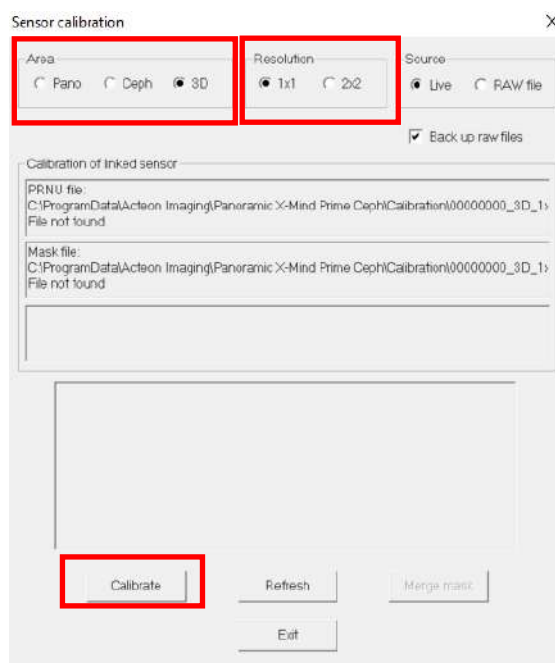 Sensor calibration
Area
Pano Ceph 3D
Resolution
1x1 2x2
Source
Live RAW file
Back up raw files
Calibration of linked sensor
PRNU file:
C:\ProgramData\Acteon Imaging\Panoramic X-Mind Prime Ceph\Calibration\00000000_3D_1x
File not found
Mask file:
C:\ProgramData\Acteon Imaging\Panoramic X-Mind Prime Ceph\Calibration\00000000_3D_1x
File not found
Calibrate Refresh Merge mask
Exit